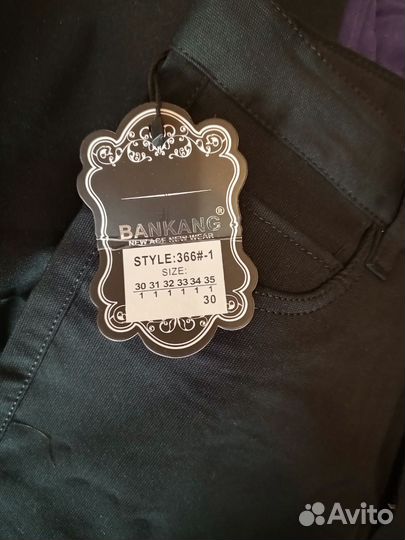 BANKANG®
NEW AGE NEW WEAR
STYLE:366#-1
SIZE:
30 31 32 33 34 35
1 1 1 1 1 1
30
Avito